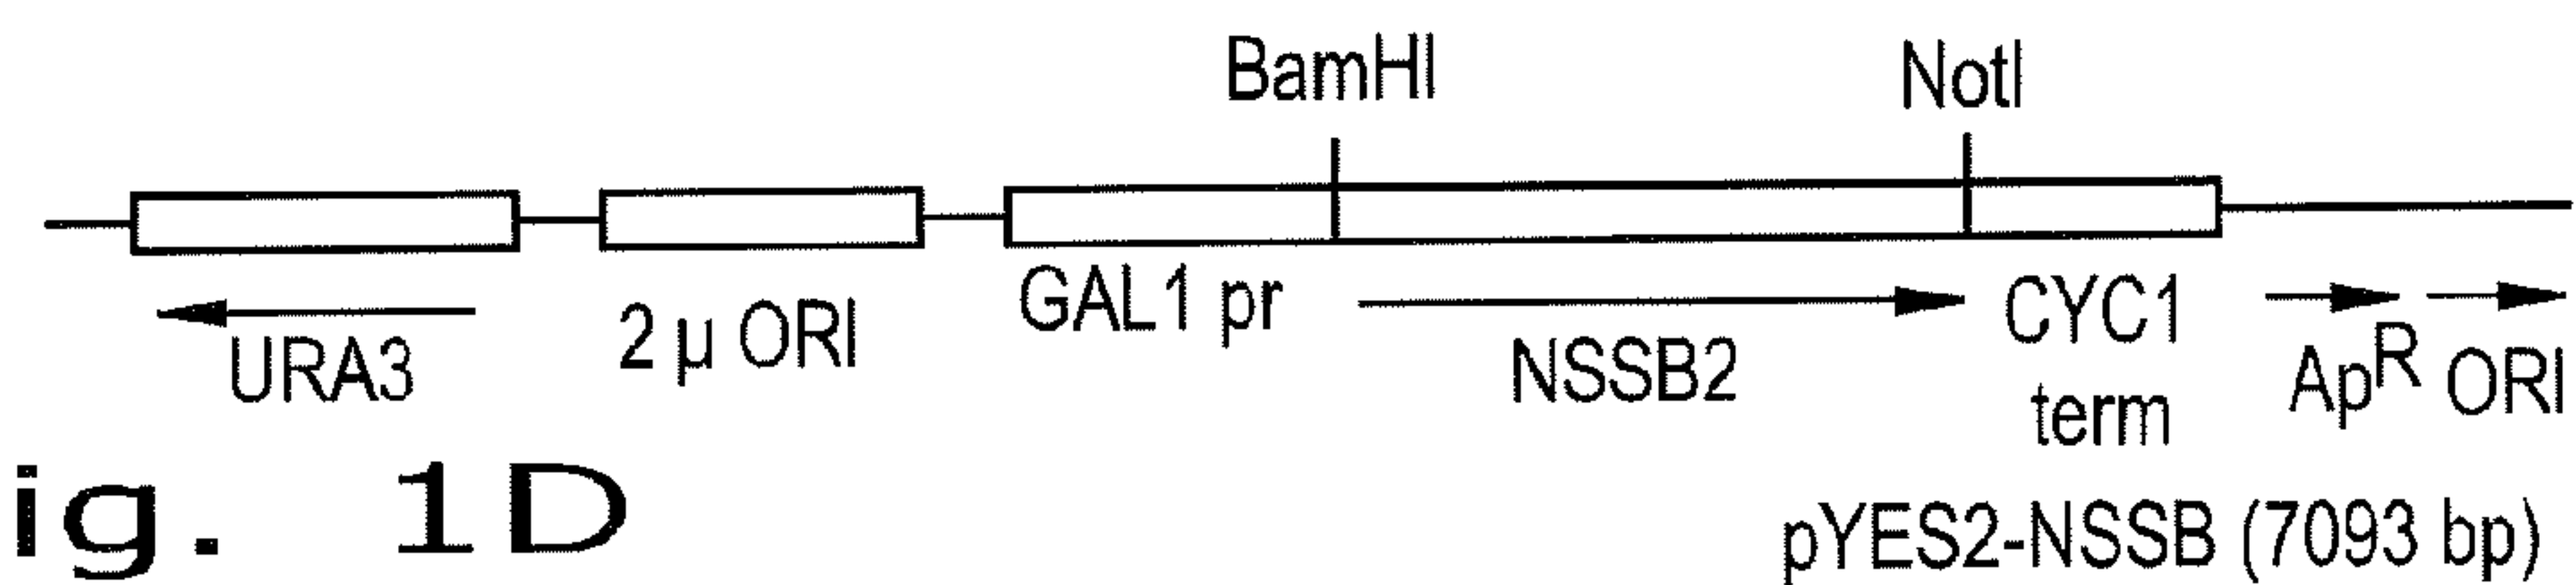 BamHI NotI
GAL1 pr CYC1
URA3 2 μ ORI NSSB2 term Ap^R ORI
ig. 1D
pYES2-NSSB (7093 bp)